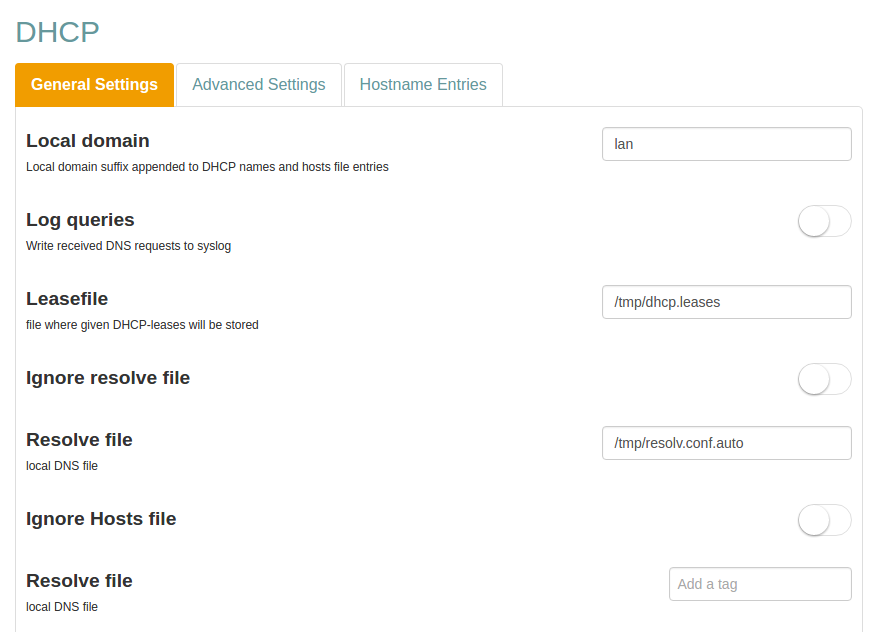 DHCP
General Settings Advanced Settings Hostname Entries
Local domain lan
Local domain suffix appended to DHCP names and hosts file entries
Log queries
Write received DNS requests to syslog
Leasefile /tmp/dhcp.leases
file where given DHCP-leases will be stored
Ignore resolve file
Resolve file /tmp/resolv.conf.auto
local DNS file
Ignore Hosts file
Resolve file Add a tag
local DNS file